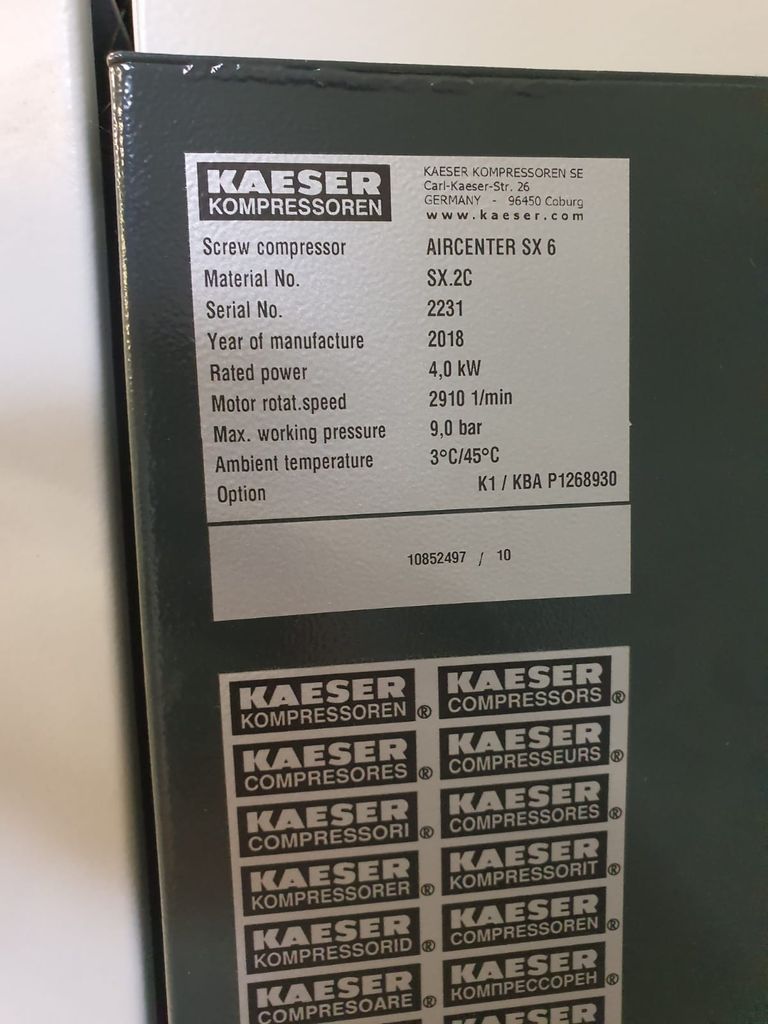 KAESER
KOMPRESSOREN
KAESER KOMPRESSOREN SE
Carl-Kaeser-Str. 26
GERMANY - 96450 Coburg
www.kaeser.com
Screw compressor AIRCENTER SX 6
Material No. SX.2C
Serial No. 2231
Year of manufacture 2018
Rated power 4,0 kW
Motor rotat.speed 2910 1/min
Max. working pressure 9,0 bar
Ambient temperature 3°C/45°C
Option K1 / KBA P1268930
10852497 / 10
KAESER
KOMPRESSOREN ®
KAESER
COMPRESSORS ®
KAESER
COMPRESORES ®
KAESER
COMPRESSEURS ®
KAESER
COMPRESSORI ®
KAESER
COMPRESSORES ®
KAESER
KOMPRESSORER ®
KAESER
KOMPRESSORIT ®
KAESER
KOMPRESSORID ®
KAESER
COMPRESSOREN ®
KAESER
COMPRESOARE ®
KAESER
КОМПРЕССОРЕН ®
KAESER
KAESER